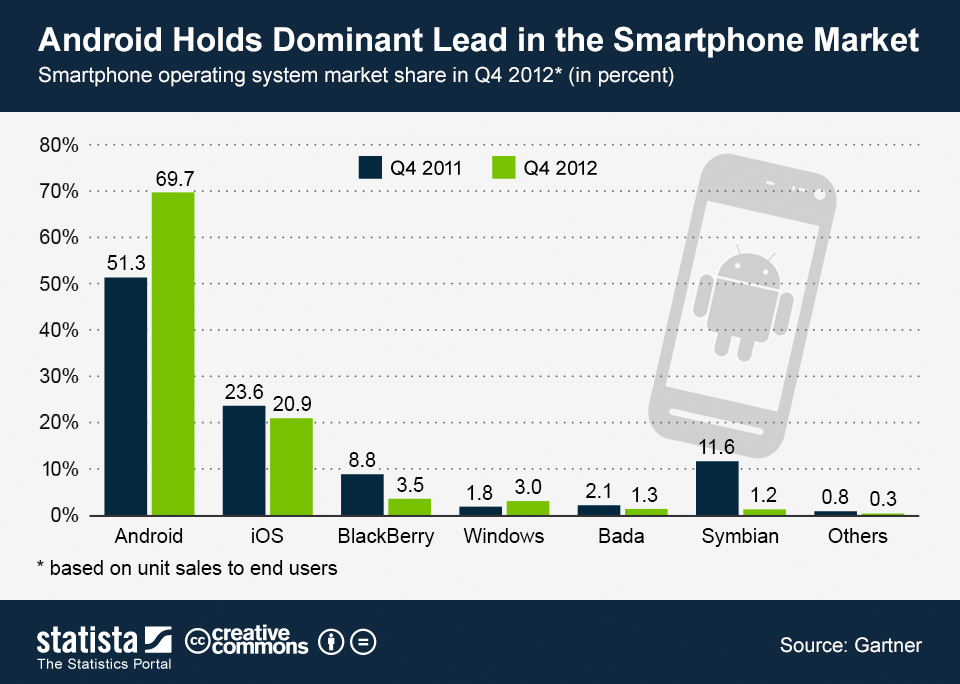 Android Holds Dominant Lead in the Smartphone Market
Smartphone operating system market share in Q4 2012* (in percent)
80%
Q4 2011 Q4 2012
70%
60%
50%
40%
30%
20%
10%
0%
51.3 69.7
23.6 20.9
8.8 3.5
1.8 3.0
2.1 1.3
11.6 1.2
0.8 0.3
Android iOS BlackBerry Windows Bada Symbian Others
* based on unit sales to end users
statista
The Statistics Portal
cc creative
commons
=
Source: Gartner